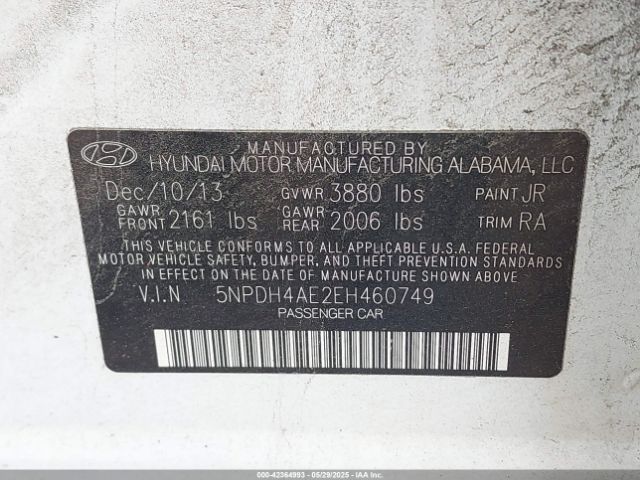 MANUFACTURED BY
HYUNDAI MOTOR MANUFACTURING ALABAMA, LLC
Dec/10/13 GVWR 3880 lbs PAINT JR
GAWR FRONT 2161 lbs GAWR REAR 2006 lbs TRIM RA
THIS VEHICLE CONFORMS TO ALL APPLICABLE U.S.A. FEDERAL
MOTOR VEHICLE SAFETY, BUMPER, AND THEFT PREVENTION
STANDARDS IN EFFECT ON THE DATE OF MANUFACTURE SHOWN ABOVE
V.I.N 5NPDH4AE2EH460749
PASSENGER CAR
000-42364993 05/29/2025 IAA Inc.